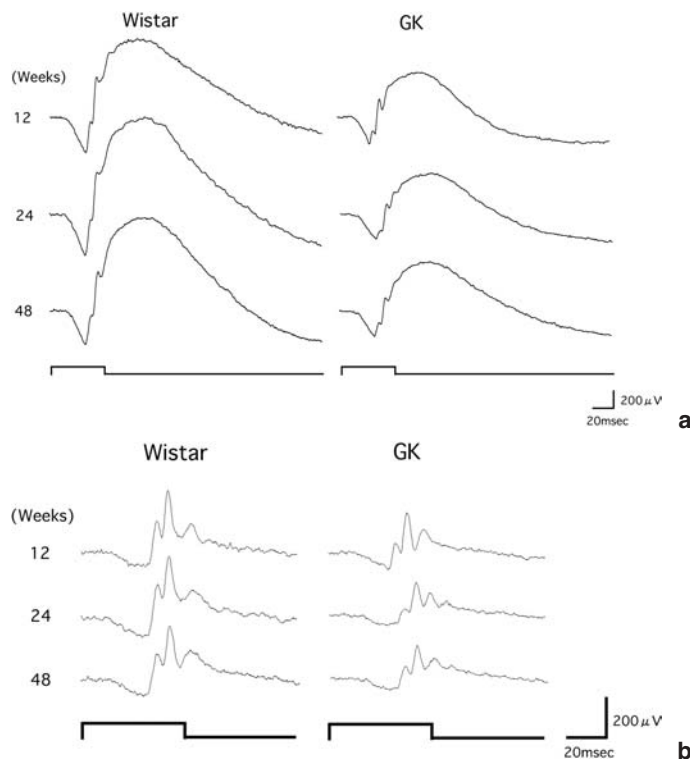 Wistar GK
(Weeks)
12
24
48
200μV
20msec
a
Wistar GK
(Weeks)
12
24
48
200μV
20msec
b